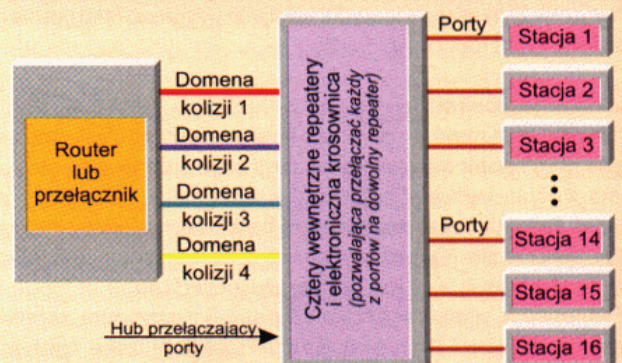 Router
lub
przełącznik
Domena
kolizji 1
Domena
kolizji 2
Domena
kolizji 3
Domena
kolizji 4
Hub przełączający
porty
Cztery wewnętrzne repeatery
i elektroniczna krosownica
(pozwalająca przełączać każdy
z portów na dowolny repeater)
Porty
Stacja 1
Stacja 2
Stacja 3
Porty
Stacja 14
Stacja 15
Stacja 16